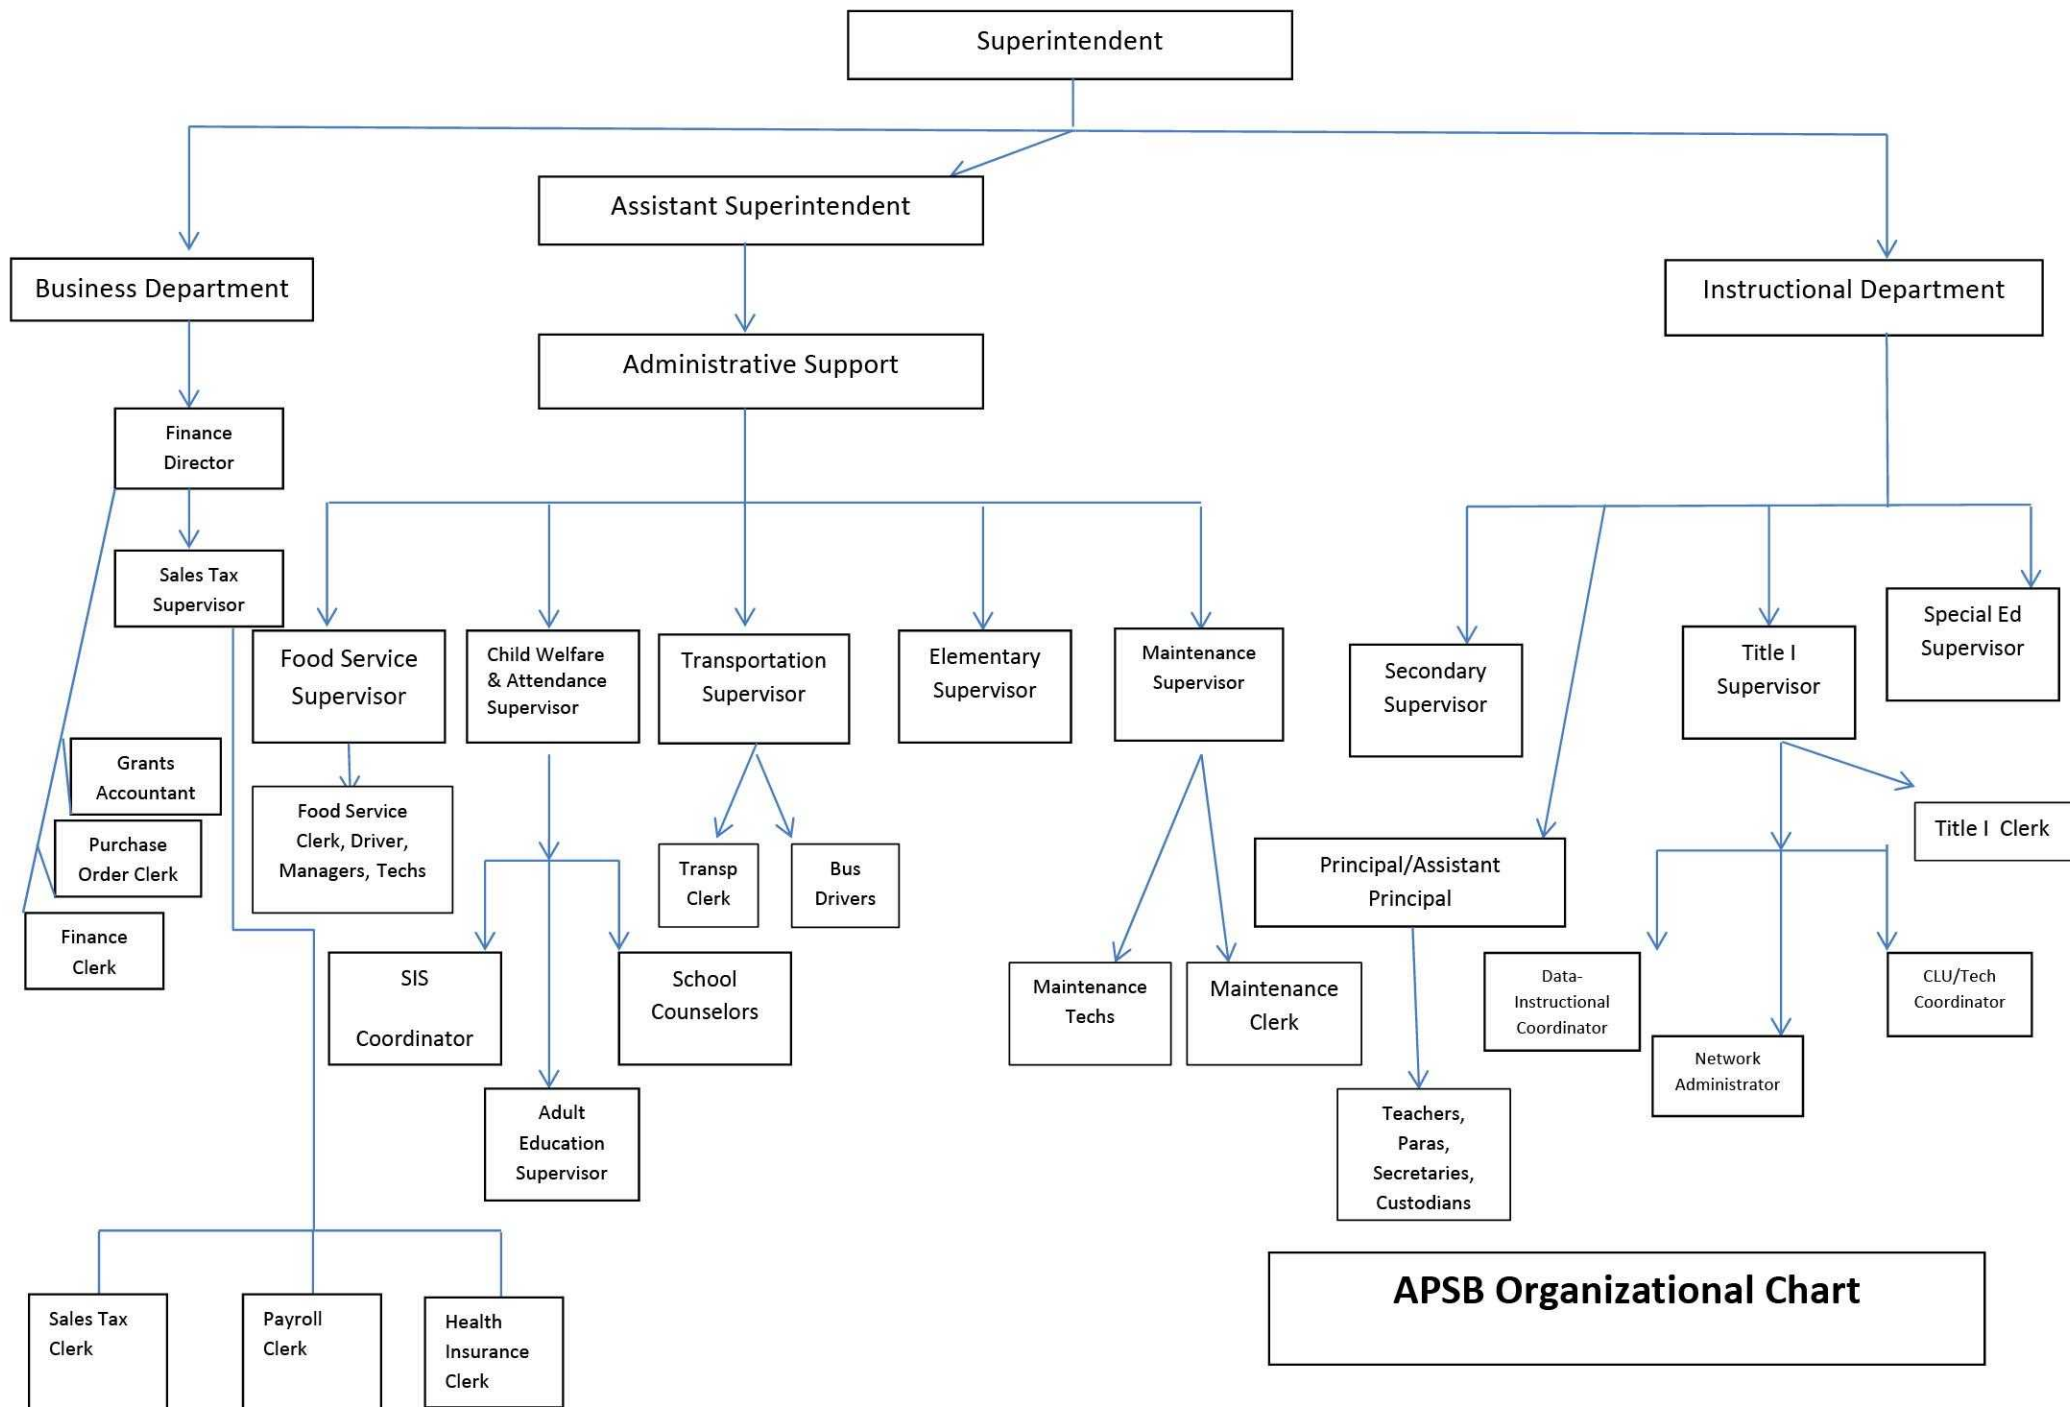 Superintendent
Assistant Superintendent
Business Department
Instructional Department
Administrative Support
Finance
Director
Sales Tax
Supervisor
Food Service
Supervisor
Child Welfare
& Attendance
Supervisor
Transportation
Supervisor
Elementary
Supervisor
Maintenance
Supervisor
Secondary
Supervisor
Title I
Supervisor
Special Ed
Supervisor
Grants
Accountant
Purchase
Order Clerk
Finance
Clerk
Food Service
Clerk, Driver,
Managers, Techs
Transp
Clerk
Bus
Drivers
Principal/Assistant
Principal
Title I  Clerk
SIS
Coordinator
School
Counselors
Maintenance
Techs
Maintenance
Clerk
Data-
Instructional
Coordinator
CLU/Tech
Coordinator
Network
Administrator
Adult
Education
Supervisor
Teachers,
Paras,
Secretaries,
Custodians
APSB Organizational Chart
Sales Tax
Clerk
Payroll
Clerk
Health
Insurance
Clerk